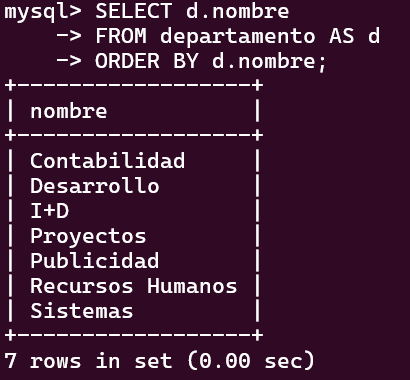 mysql> SELECT d.nombre
    -> FROM departamento AS d
    -> ORDER BY d.nombre;
+------------------+
| nombre           |
+------------------+
| Contabilidad     |
| Desarrollo       |
| I+D              |
| Proyectos        |
| Publicidad       |
| Recursos Humanos |
| Sistemas         |
+------------------+
7 rows in set (0.00 sec)